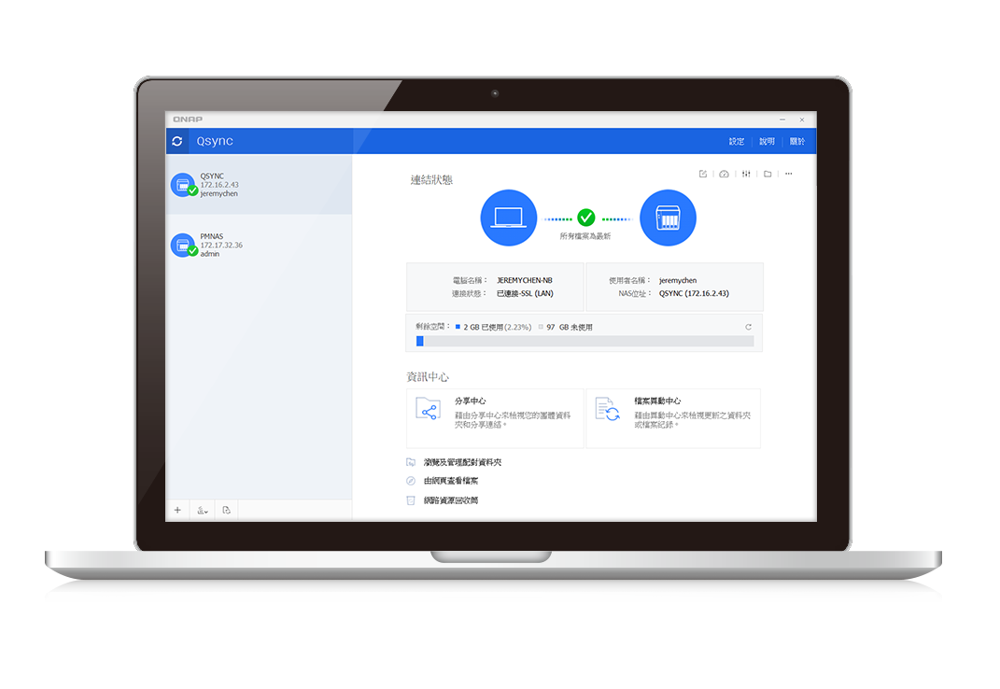 QNAP
Qsync
設定 說明 關於
QSYNC
172.16.2.43
jeremychen
PMNAS
172.17.32.36
admin
連結狀態
所有檔案為最新
電腦名稱： JEREMYCHEN-NB
連接狀態： 已連接-SSL (LAN)
使用者名稱： jeremychen
NAS位址： QSYNC (172.16.2.43)
剩餘空間： 2 GB 已使用(2.23%) 97 GB 未使用
資訊中心
分享中心
藉由分享中心來檢視您的團體資料
夾和分享連結。
檔案異動中心
藉由異動中心來檢視更新之資料夾
或檔案紀錄。
瀏覽及管理配對資料夾
由網頁查看檔案
網路資源回收筒